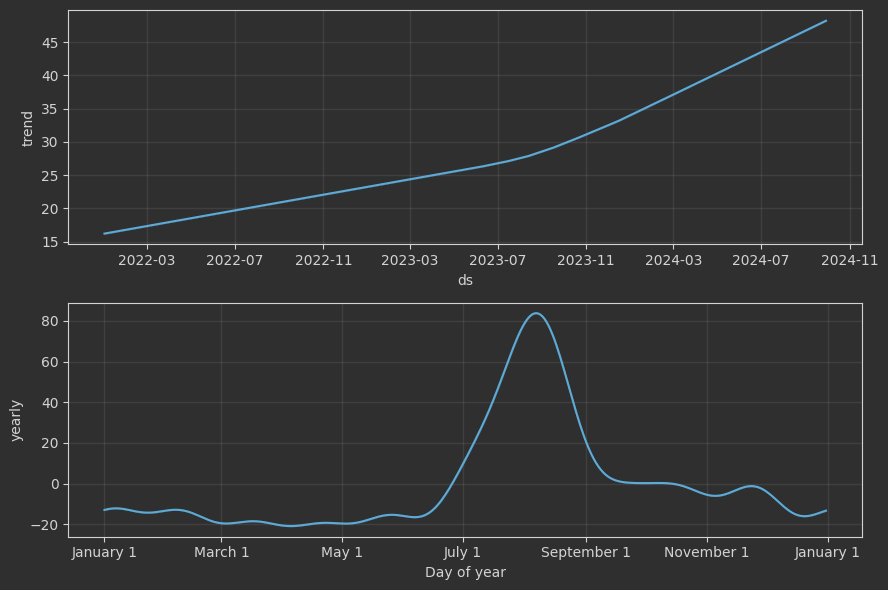 45
40
35
30
25
20
15
trend
2022-03 2022-07 2022-11 2023-03 2023-07 2023-11 2024-03 2024-07 2024-11
ds
80
60
40
20
0
−20
yearly
January 1 March 1 May 1 July 1 September 1 November 1 January 1
Day of year